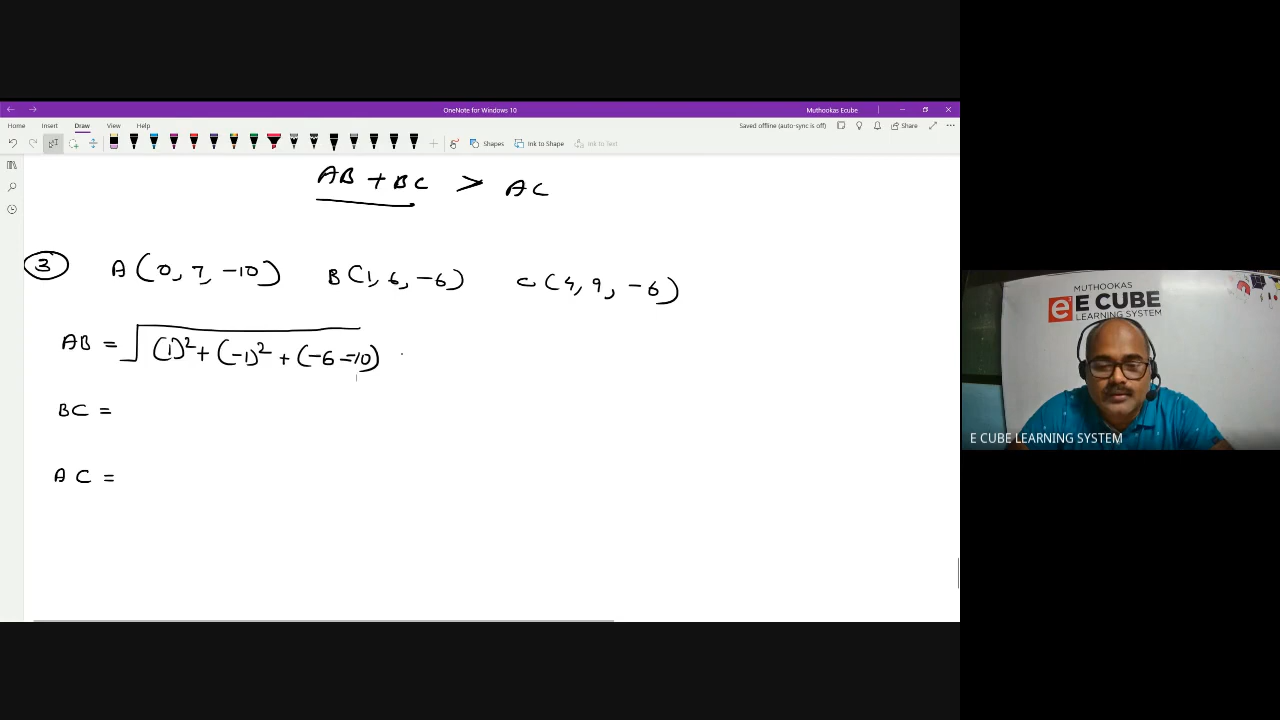 OneNote for Windows 10
Muthookas Ecube
Home Insert Draw View Help
Saved offline (auto-sync is off)
Share
Shapes
Ink to Shape
Ink to Text
AB + BC > AC
3 A (0, 7, -10) B (1, 6, -6) C (4, 9, -6)
AB = √(1)² + (-1)² + (-6 -10)
BC =
AC =
MUTHOOKAS
e E CUBE
LEARNING SYSTEM
E CUBE LEARNING SYSTEM